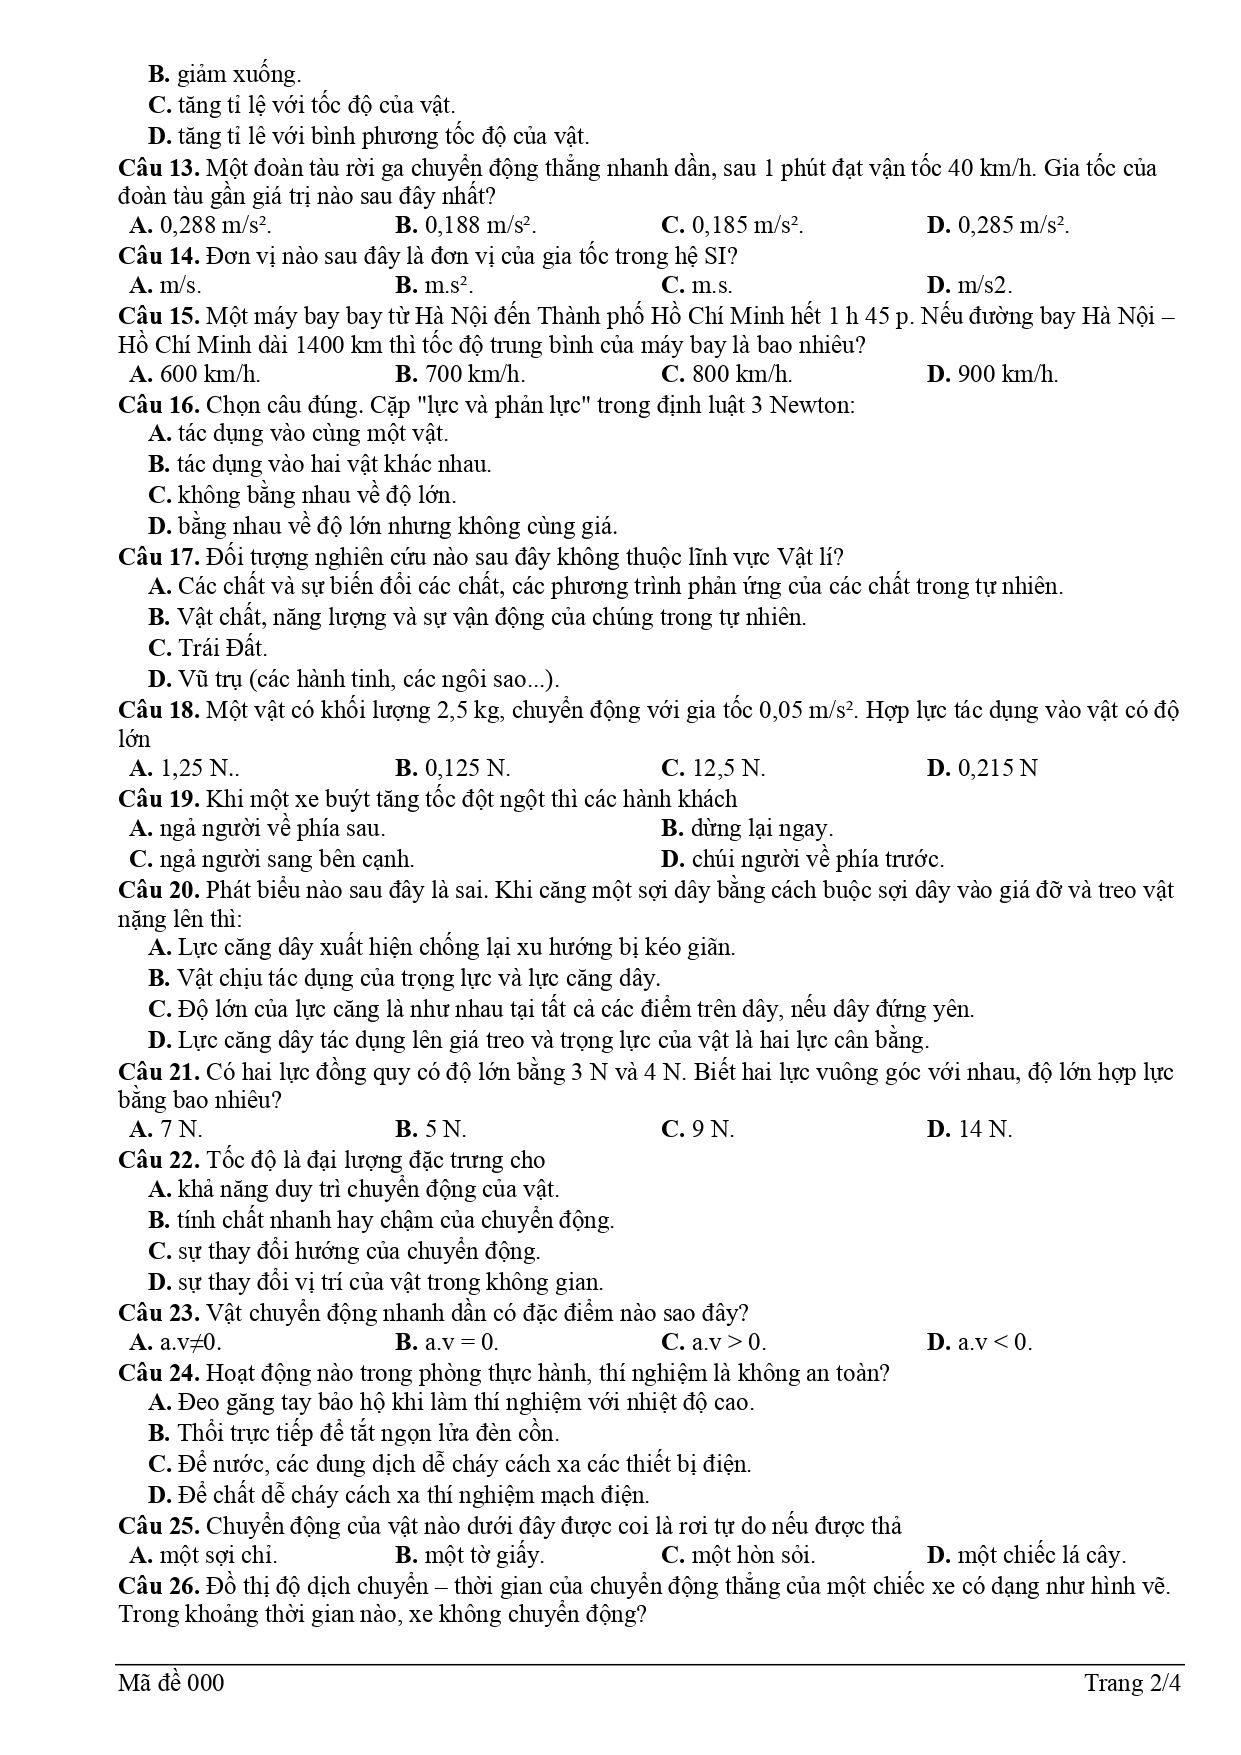 B. giảm xuống.
C. tăng tỉ lệ với tốc độ của vật.
D. tăng tỉ lê với bình phương tốc độ của vật.
Câu 13. Một đoàn tàu rời ga chuyển động thẳng nhanh dần, sau 1 phút đạt vận tốc 40 km/h. Gia tốc của
đoàn tàu gần giá trị nào sau đây nhất?
A. 0,288 m/s². B. 0,188 m/s². C. 0,185 m/s². D. 0,285 m/s².
Câu 14. Đơn vị nào sau đây là đơn vị của gia tốc trong hệ SI?
A. m/s. B. m.s². C. m.s. D. m/s2.
Câu 15. Một máy bay bay từ Hà Nội đến Thành phố Hồ Chí Minh hết 1 h 45 p. Nếu đường bay Hà Nội –
Hồ Chí Minh dài 1400 km thì tốc độ trung bình của máy bay là bao nhiêu?
A. 600 km/h. B. 700 km/h. C. 800 km/h. D. 900 km/h.
Câu 16. Chọn câu đúng. Cặp "lực và phản lực" trong định luật 3 Newton:
A. tác dụng vào cùng một vật.
B. tác dụng vào hai vật khác nhau.
C. không bằng nhau về độ lớn.
D. bằng nhau về độ lớn nhưng không cùng giá.
Câu 17. Đối tượng nghiên cứu nào sau đây không thuộc lĩnh vực Vật lí?
A. Các chất và sự biến đổi các chất, các phương trình phản ứng của các chất trong tự nhiên.
B. Vật chất, năng lượng và sự vận động của chúng trong tự nhiên.
C. Trái Đất.
D. Vũ trụ (các hành tinh, các ngôi sao...).
Câu 18. Một vật có khối lượng 2,5 kg, chuyển động với gia tốc 0,05 m/s². Hợp lực tác dụng vào vật có độ
lớn
A. 1,25 N.. B. 0,125 N. C. 12,5 N. D. 0,215 N
Câu 19. Khi một xe buýt tăng tốc đột ngột thì các hành khách
A. ngả người về phía sau. B. dừng lại ngay.
C. ngả người sang bên cạnh. D. chúi người về phía trước.
Câu 20. Phát biểu nào sau đây là sai. Khi căng một sợi dây bằng cách buộc sợi dây vào giá đỡ và treo vật
nặng lên thì:
A. Lực căng dây xuất hiện chống lại xu hướng bị kéo giãn.
B. Vật chịu tác dụng của trọng lực và lực căng dây.
C. Độ lớn của lực căng là như nhau tại tất cả các điểm trên dây, nếu dây đứng yên.
D. Lực căng dây tác dụng lên giá treo và trọng lực của vật là hai lực cân bằng.
Câu 21. Có hai lực đồng quy có độ lớn bằng 3 N và 4 N. Biết hai lực vuông góc với nhau, độ lớn hợp lực
bằng bao nhiêu?
A. 7 N. B. 5 N. C. 9 N. D. 14 N.
Câu 22. Tốc độ là đại lượng đặc trưng cho
A. khả năng duy trì chuyển động của vật.
B. tính chất nhanh hay chậm của chuyển động.
C. sự thay đổi hướng của chuyển động.
D. sự thay đổi vị trí của vật trong không gian.
Câu 23. Vật chuyển động nhanh dần có đặc điểm nào sao đây?
A. a.v≠0. B. a.v = 0. C. a.v > 0. D. a.v < 0.
Câu 24. Hoạt động nào trong phòng thực hành, thí nghiệm là không an toàn?
A. Đeo găng tay bảo hộ khi làm thí nghiệm với nhiệt độ cao.
B. Thổi trực tiếp để tắt ngọn lửa đèn cồn.
C. Để nước, các dung dịch dễ cháy cách xa các thiết bị điện.
D. Để chất dễ cháy cách xa thí nghiệm mạch điện.
Câu 25. Chuyển động của vật nào dưới đây được coi là rơi tự do nếu được thả
A. một sợi chỉ. B. một tờ giấy. C. một hòn sỏi. D. một chiếc lá cây.
Câu 26. Đồ thị độ dịch chuyển – thời gian của chuyển động thẳng của một chiếc xe có dạng như hình vẽ.
Trong khoảng thời gian nào, xe không chuyển động?
Mã đề 000 Trang 2/4